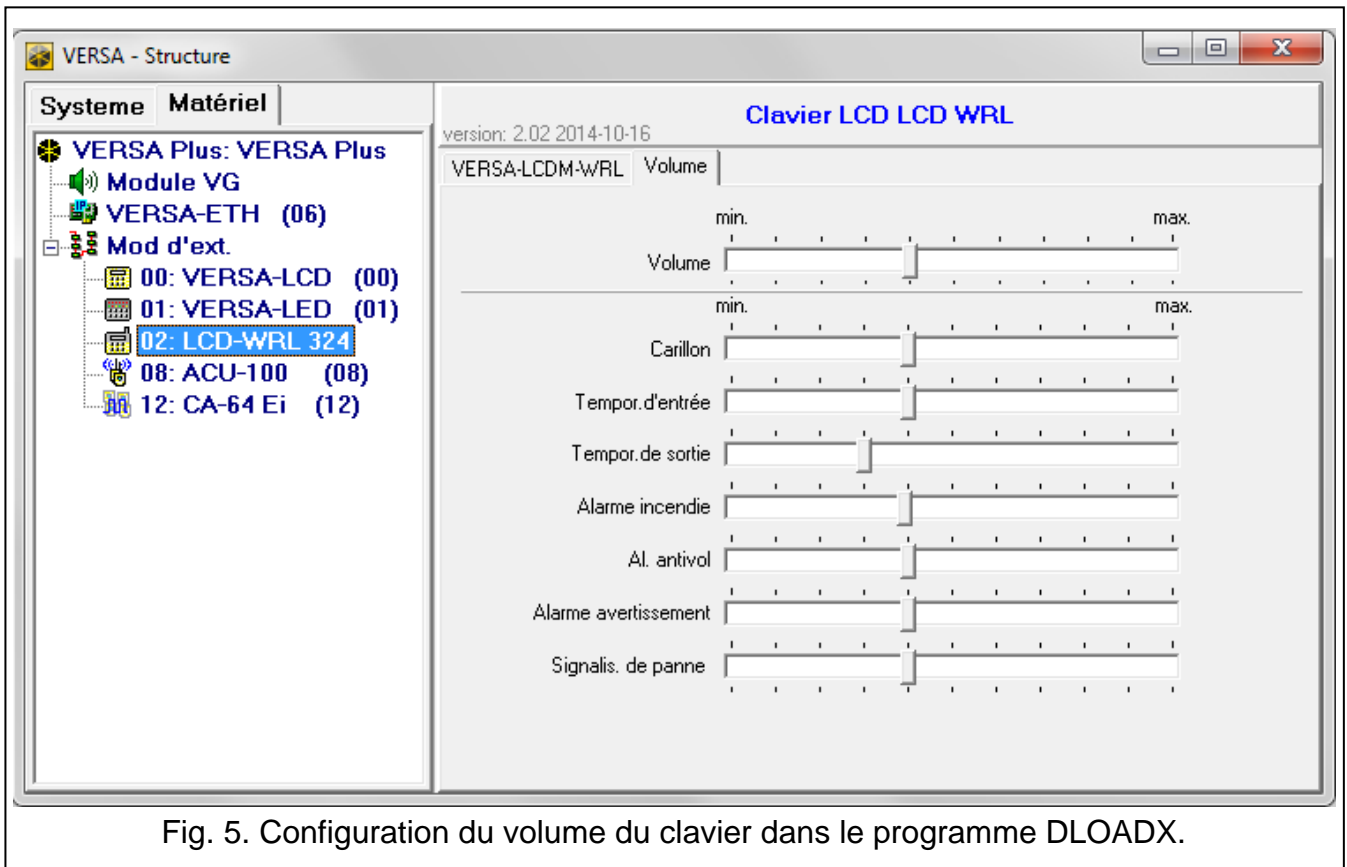 VERSA - Structure
Systeme Matériel
VERSA Plus: VERSA Plus
Module VG
VERSA-ETH (06)
Mod d'ext.
00: VERSA-LCD (00)
01: VERSA-LED (01)
02: LCD-WRL 324
08: ACU-100 (08)
12: CA-64 Ei (12)
Clavier LCD LCD WRL
version: 2.02 2014-10-16
VERSA-LCDM-WRL Volume
min. max.
Volume
min. max.
Carillon
Tempor.d'entrée
Tempor.de sortie
Alarme incendie
Al. antivol
Alarme avertissement
Signalis. de panne
Fig. 5. Configuration du volume du clavier dans le programme DLOADX.